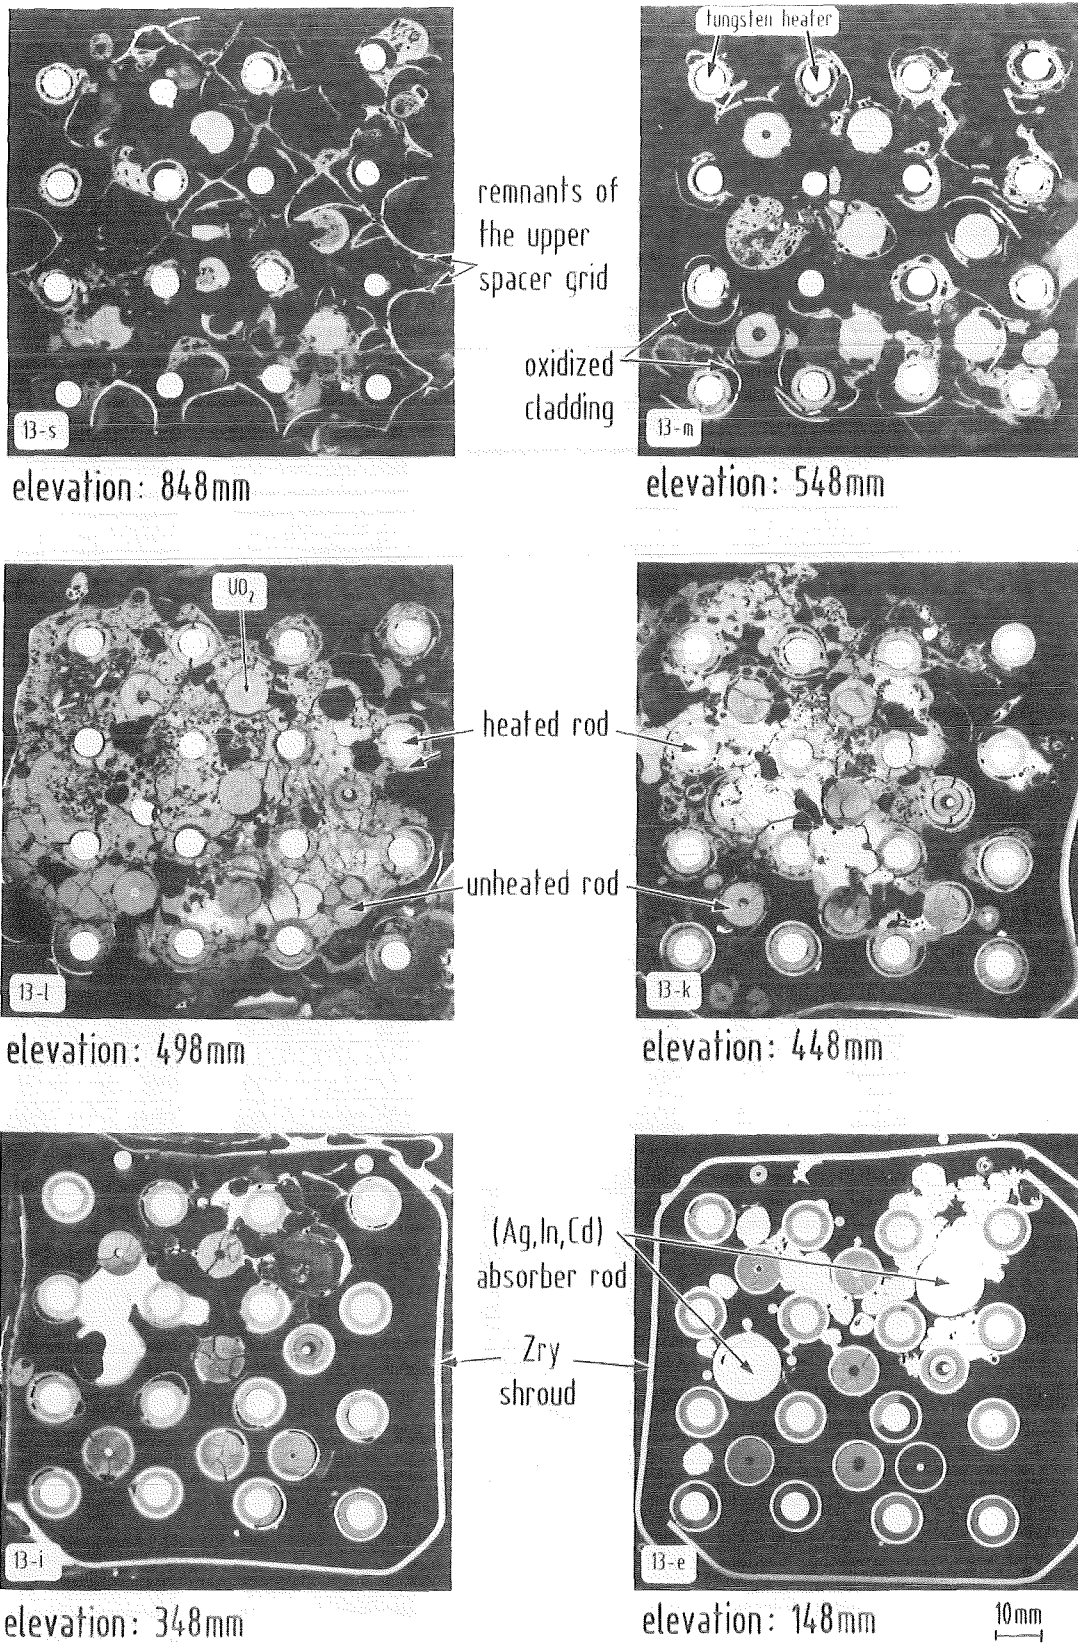 tungsten heater
remnants of
the upper
spacer grid
oxidized
cladding
13-s
13-m
elevation: 848mm
elevation: 548mm
UO₂
heated rod
unheated rod
13-l
13-k
elevation: 498mm
elevation: 448mm
(Ag,In,Cd)
absorber rod
Zry
shroud
13-i
13-e
elevation: 348mm
elevation: 148mm
10mm